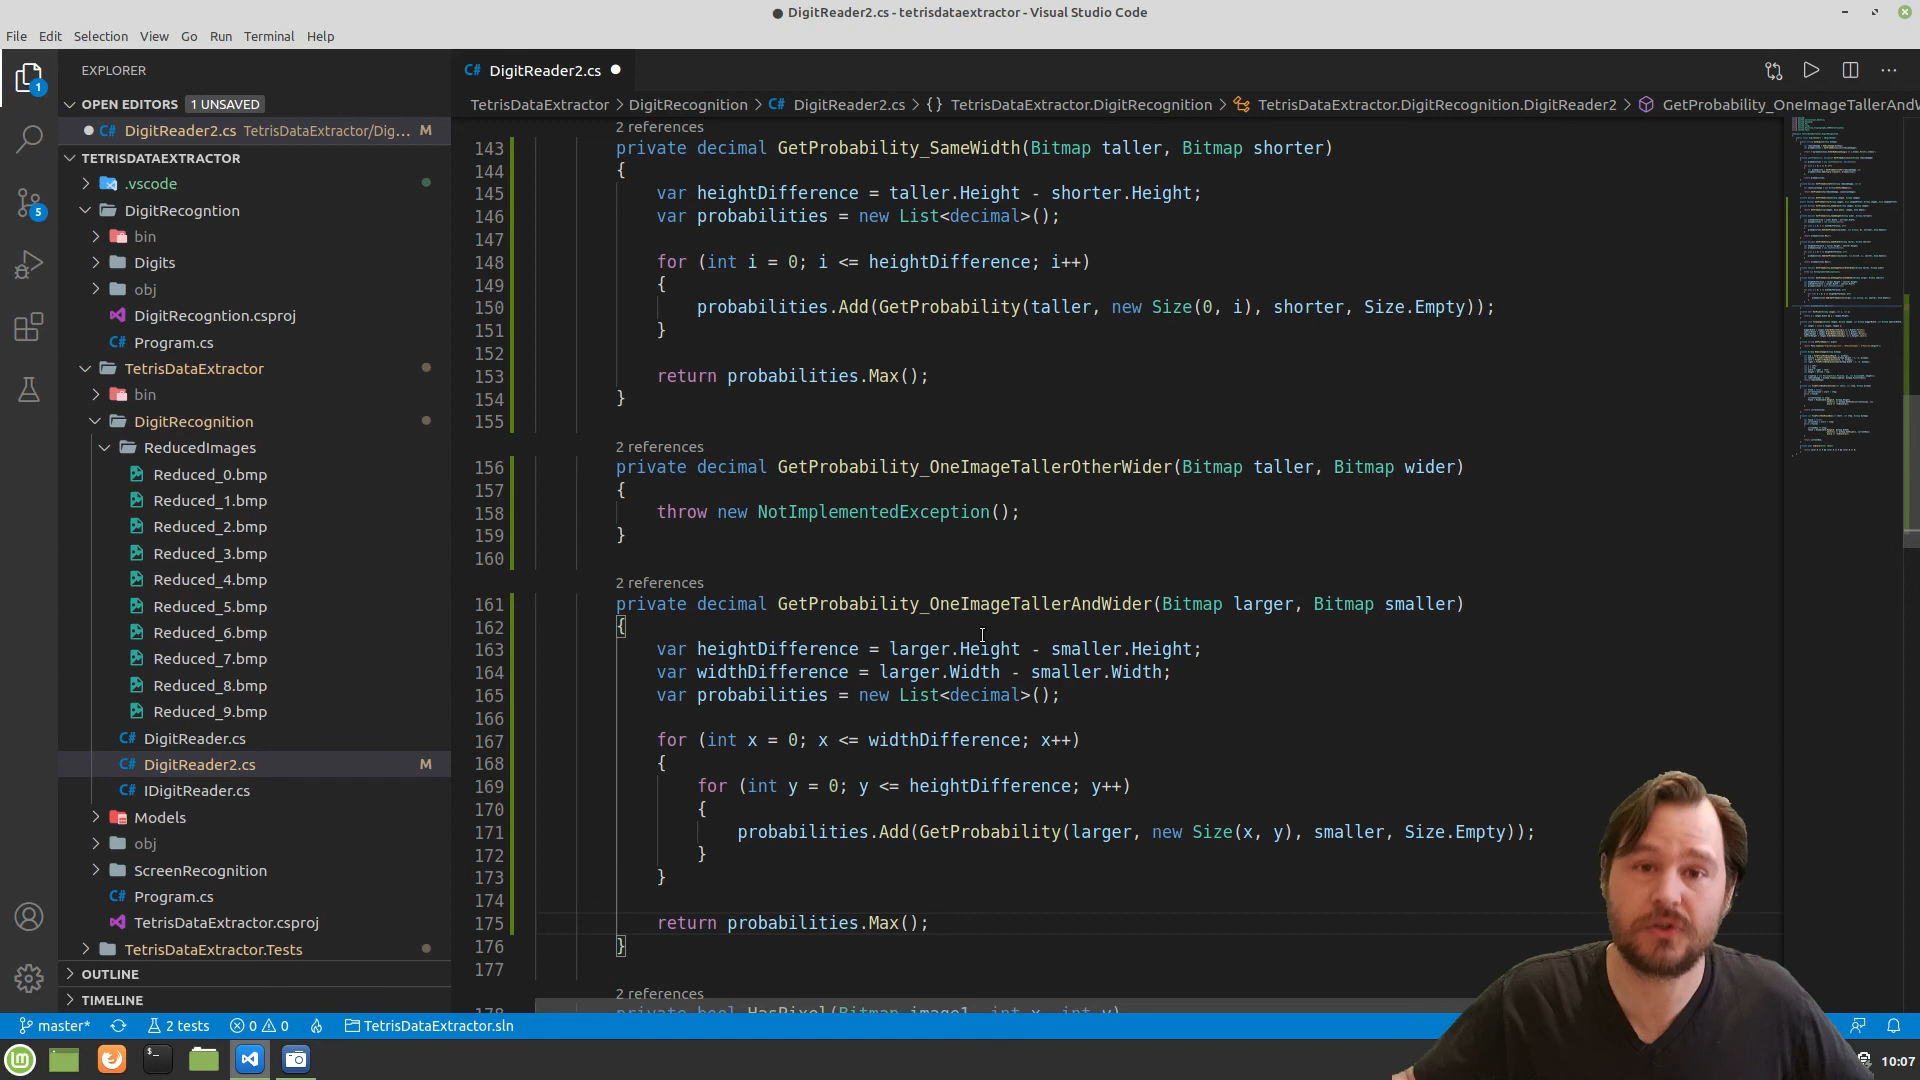 DigitReader2.cs - tetrisdataextractor - Visual Studio Code
File Edit Selection View Go Run Terminal Help
EXPLORER
OPEN EDITORS 1 UNSAVED
C# DigitReader2.cs TetrisDataExtractor/Dig... M
TETRISDATAEXTRACTOR
.vscode
DigitRecogntion
bin
Digits
obj
DigitRecogntion.csproj
C# Program.cs
TetrisDataExtractor
bin
DigitRecognition
ReducedImages
Reduced_0.bmp
Reduced_1.bmp
Reduced_2.bmp
Reduced_3.bmp
Reduced_4.bmp
Reduced_5.bmp
Reduced_6.bmp
Reduced_7.bmp
Reduced_8.bmp
Reduced_9.bmp
C# DigitReader.cs
C# DigitReader2.cs M
C# IDigitReader.cs
Models
obj
ScreenRecognition
C# Program.cs
TetrisDataExtractor.csproj
TetrisDataExtractor.Tests
OUTLINE
TIMELINE
1
5
C# DigitReader2.cs
TetrisDataExtractor > DigitRecognition > C# DigitReader2.cs > {} TetrisDataExtractor.DigitRecognition > TetrisDataExtractor.DigitRecognition.DigitReader2 > GetProbability_OneImageTallerAndW
2 references
143 private decimal GetProbability_SameWidth(Bitmap taller, Bitmap shorter)
144 {
145 var heightDifference = taller.Height - shorter.Height;
146 var probabilities = new List<decimal>();
147
148 for (int i = 0; i <= heightDifference; i++)
149 {
150 probabilities.Add(GetProbability(taller, new Size(0, i), shorter, Size.Empty));
151 }
152
153 return probabilities.Max();
154 }
155
2 references
156 private decimal GetProbability_OneImageTallerOtherWider(Bitmap taller, Bitmap wider)
157 {
158 throw new NotImplementedException();
159 }
160
2 references
161 private decimal GetProbability_OneImageTallerAndWider(Bitmap larger, Bitmap smaller)
162 {
163 var heightDifference = larger.Height - smaller.Height;
164 var widthDifference = larger.Width - smaller.Width;
165 var probabilities = new List<decimal>();
166
167 for (int x = 0; x <= widthDifference; x++)
168 {
169 for (int y = 0; y <= heightDifference; y++)
170 {
171 probabilities.Add(GetProbability(larger, new Size(x, y), smaller, Size.Empty));
172 }
173 }
174
175 return probabilities.Max();
176 }
177
2 references
178 private bool HasPixel(Bitmap image1, int x, int y)
master* 2 tests 0 0 TetrisDataExtractor.sln
10:07